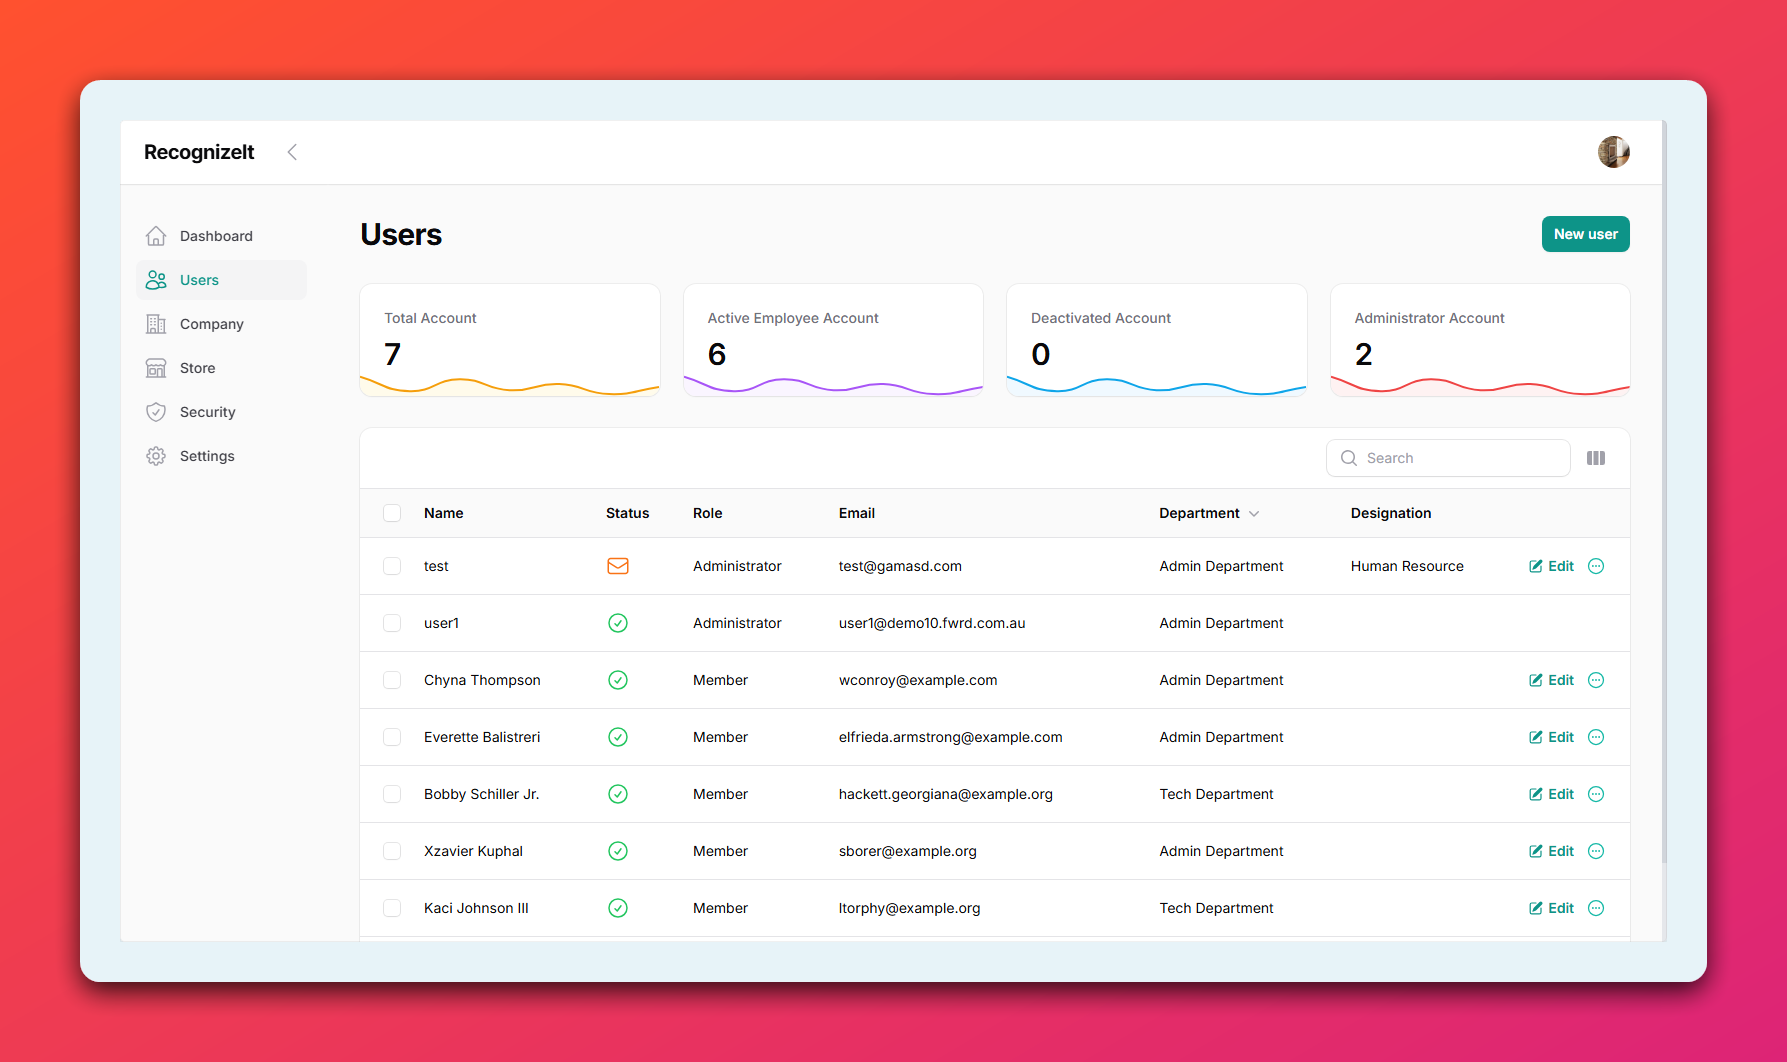 RecognizeIt
Dashboard
Users
Company
Store
Security
Settings
Users
New user
Total Account
7
Active Employee Account
6
Deactivated Account
0
Administrator Account
2
Search
Name Status Role Email Department Designation
test Administrator test@gamasd.com Admin Department Human Resource Edit
user1 Administrator user1@demo10.fwrd.com.au Admin Department
Chyna Thompson Member wconroy@example.com Admin Department Edit
Everette Balistreri Member elfrieda.armstrong@example.com Admin Department Edit
Bobby Schiller Jr. Member hackett.georgiana@example.org Tech Department Edit
Xzavier Kuphal Member sborer@example.org Admin Department Edit
Kaci Johnson III Member ltorphy@example.org Tech Department Edit